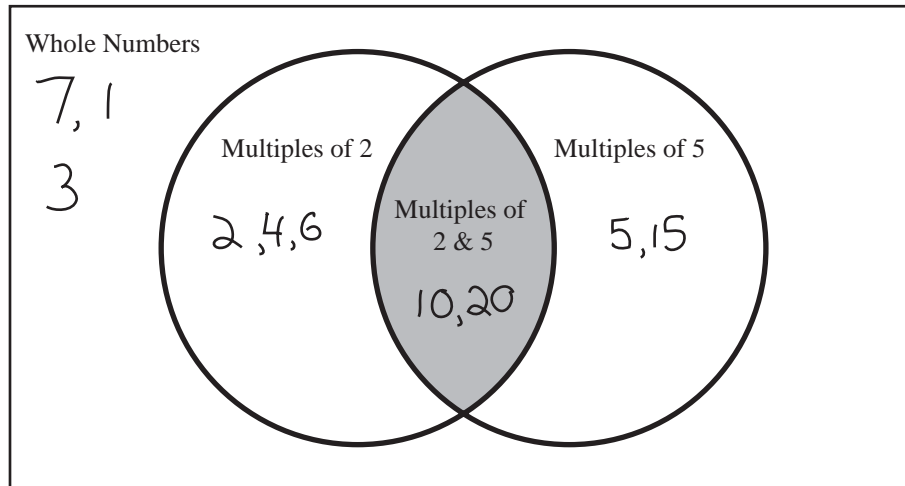 Whole Numbers
7, 1
3
Multiples of 2
2, 4, 6
Multiples of
2 & 5
10, 20
Multiples of 5
5, 15